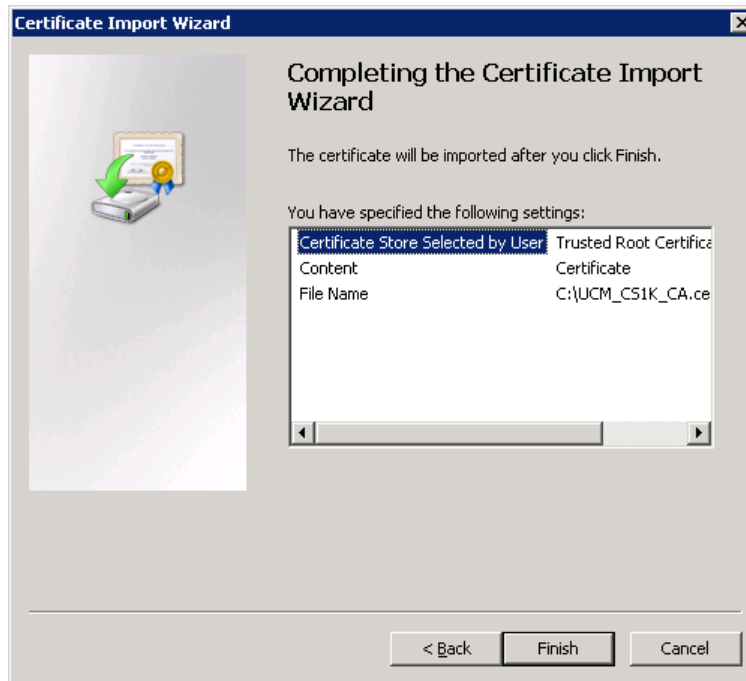 Certificate Import Wizard
Completing the Certificate Import
Wizard
The certificate will be imported after you click Finish.
You have specified the following settings:
Certificate Store Selected by User Trusted Root Certifica
Content Certificate
File Name C:\UCM_CS1K_CA.ce
< Back Finish Cancel